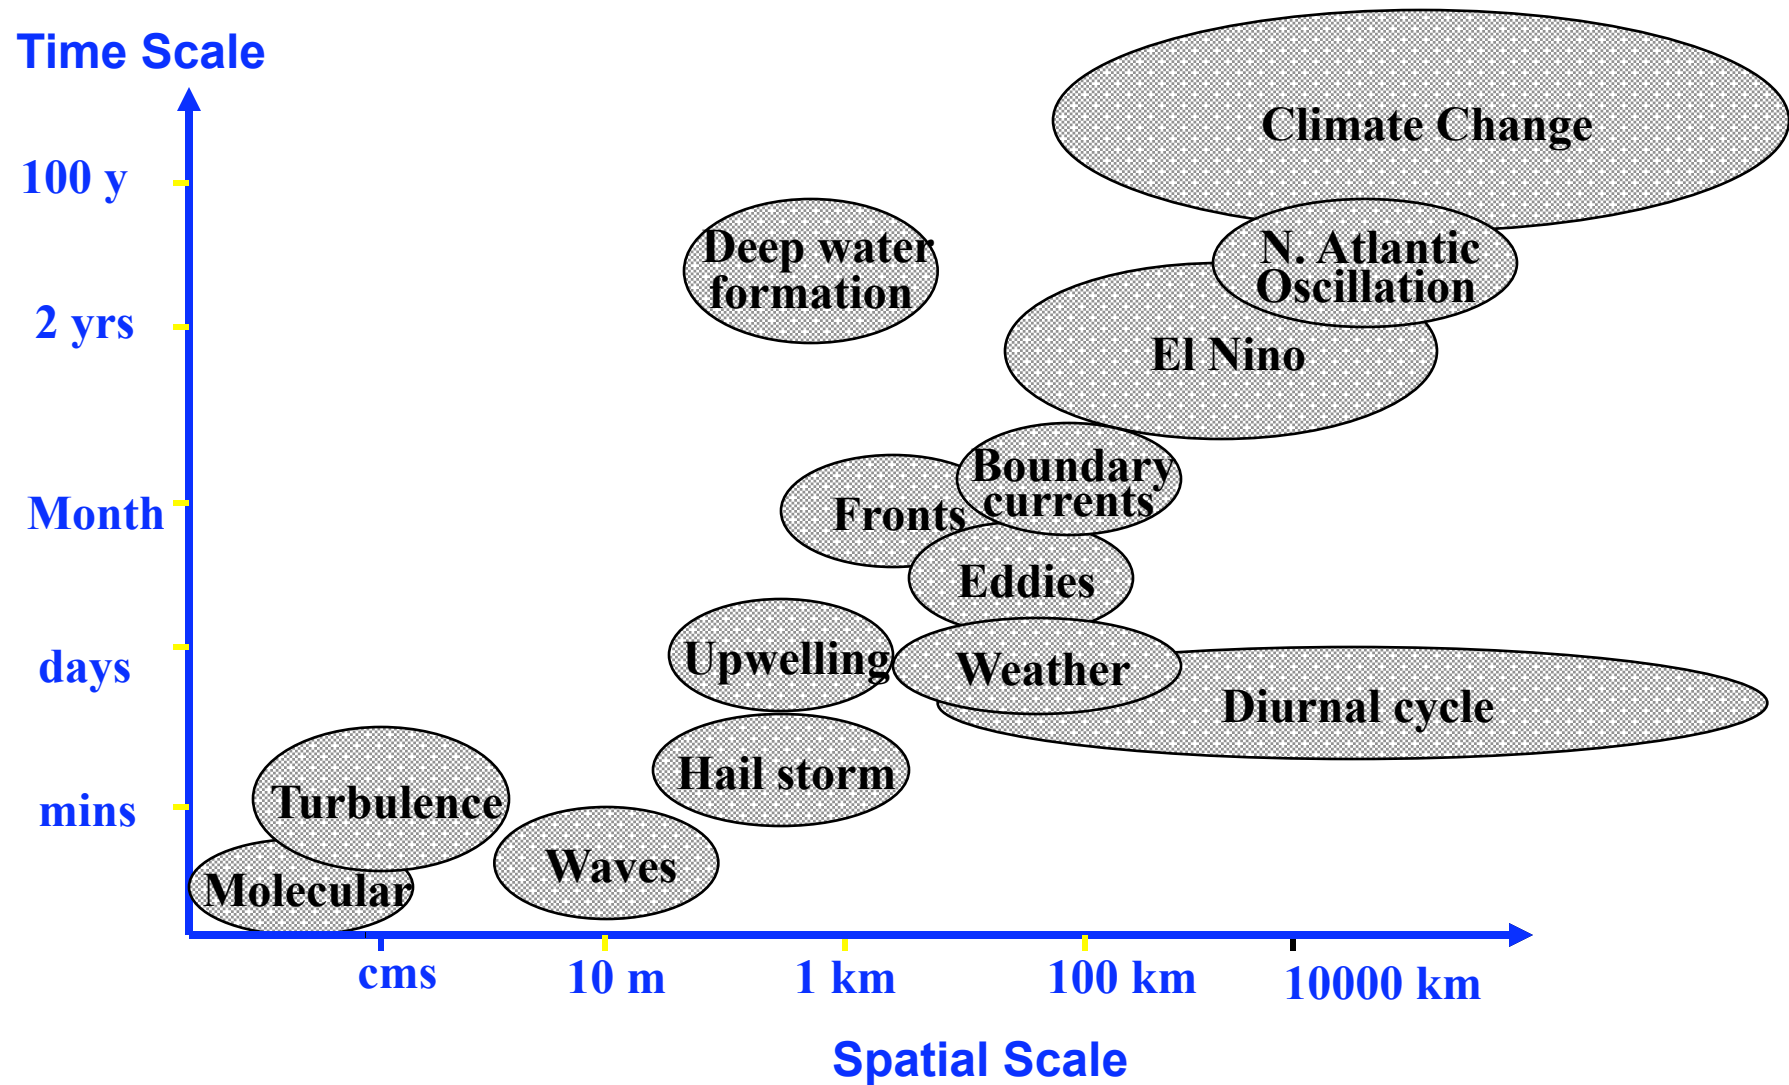 Time Scale
Climate Change
100 y
Deep water
formation
N. Atlantic
Oscillation
2 yrs
El Nino
Boundary
currents
Month
Fronts
Eddies
days
Upwelling
Weather
Diurnal cycle
Hail storm
mins
Turbulence
Waves
Molecular
cms
10 m
1 km
100 km
10000 km
Spatial Scale